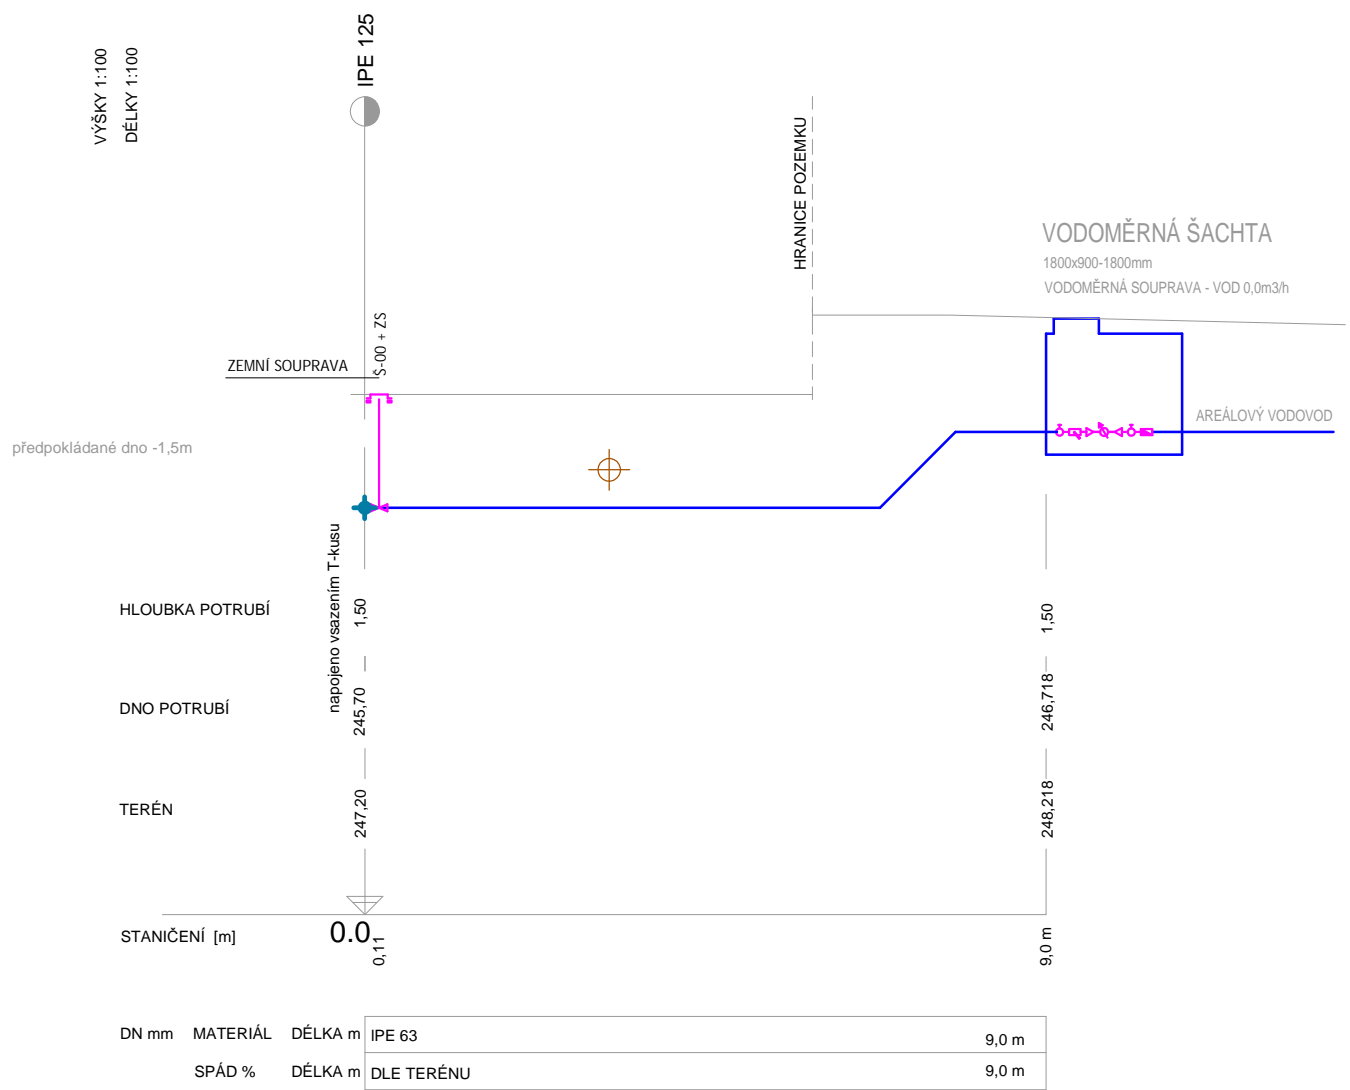 VÝŠKY 1:100
DÉLKY 1:100
IPE 125
HRANICE POZEMKU
VODOMĚRNÁ ŠACHTA
1800x900-1800mm
VODOMĚRNÁ SOUPRAVA - VOD 0,0m3/h
Š-00 + ZS
ZEMNÍ SOUPRAVA
AREÁLOVÝ VODOVOD
předpokládané dno -1,5m
napojeno vsazením T-kusu
HLOUBKA POTRUBÍ 1,50 1,50
DNO POTRUBÍ 245,70 246,718
TERÉN 247,20 248,218
STANIČENÍ [m] 0.0 0,11 9,0 m
DN mm MATERIÁL DÉLKA m IPE 63 9,0 m
SPÁD % DÉLKA m DLE TERÉNU 9,0 m